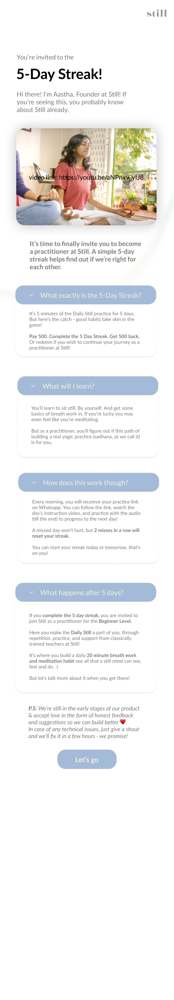 still
You're invited to the
5-Day Streak!
Hi there! I'm Aastha, Founder at Still! If
you're seeing this, you probably know
about Still already.
video link: https://youtu.be/aNPnxv_yIJ8
It's time to finally invite you to become
a practitioner at Still. A simple 5-day
streak helps find out if we're right for
each other.
What exactly is the 5-Day Streak?
It's 5 minutes of the Daily Still practice for 5 days.
But here's the catch - good habits take skin in the
game!
Pay 500. Complete the 5 Day Streak. Get 500 back.
Or redeem if you wish to continue your journey as a
practitioner at Still!
What will I learn?
You'll learn to sit still. By yourself. And get some
basics of breath work in. If you're lucky you may
even feel like you're meditating.
But as a practitioner, you'll figure out if this path of
building a real yogic practice (sadhana, as we call it)
is for you.
How does this work though?
Every morning, you will receieve your practice link
on Whatsapp. You can follow the link, watch the
day's instruction video, and practice with the audio
(till the end) to progress to the next day!
A missed day won't hurt, but 2 misses in a row will
reset your streak.
You can start your streak today or tomorrow, that's
on you!
What happens after 5 days?
If you complete the 5 day streak, you are invited to
join Still as a practitioner for the Beginner Level.
Here you make the Daily Still a part of you, through
repetition, practice, and support from classically
trained teachers at Still!
It's where you build a daily 20 minute breath work
and meditation habit see all that a still mind can see,
feel and do. :)
But let's talk more about it when you get there!
P.S: We're still in the early stages of our product
& accept love in the form of honest feedback
and suggestions so we can build better ♥.
In case of any technical issues, just give a shout
and we'll fix it in a few hours - we promise!
Let's go